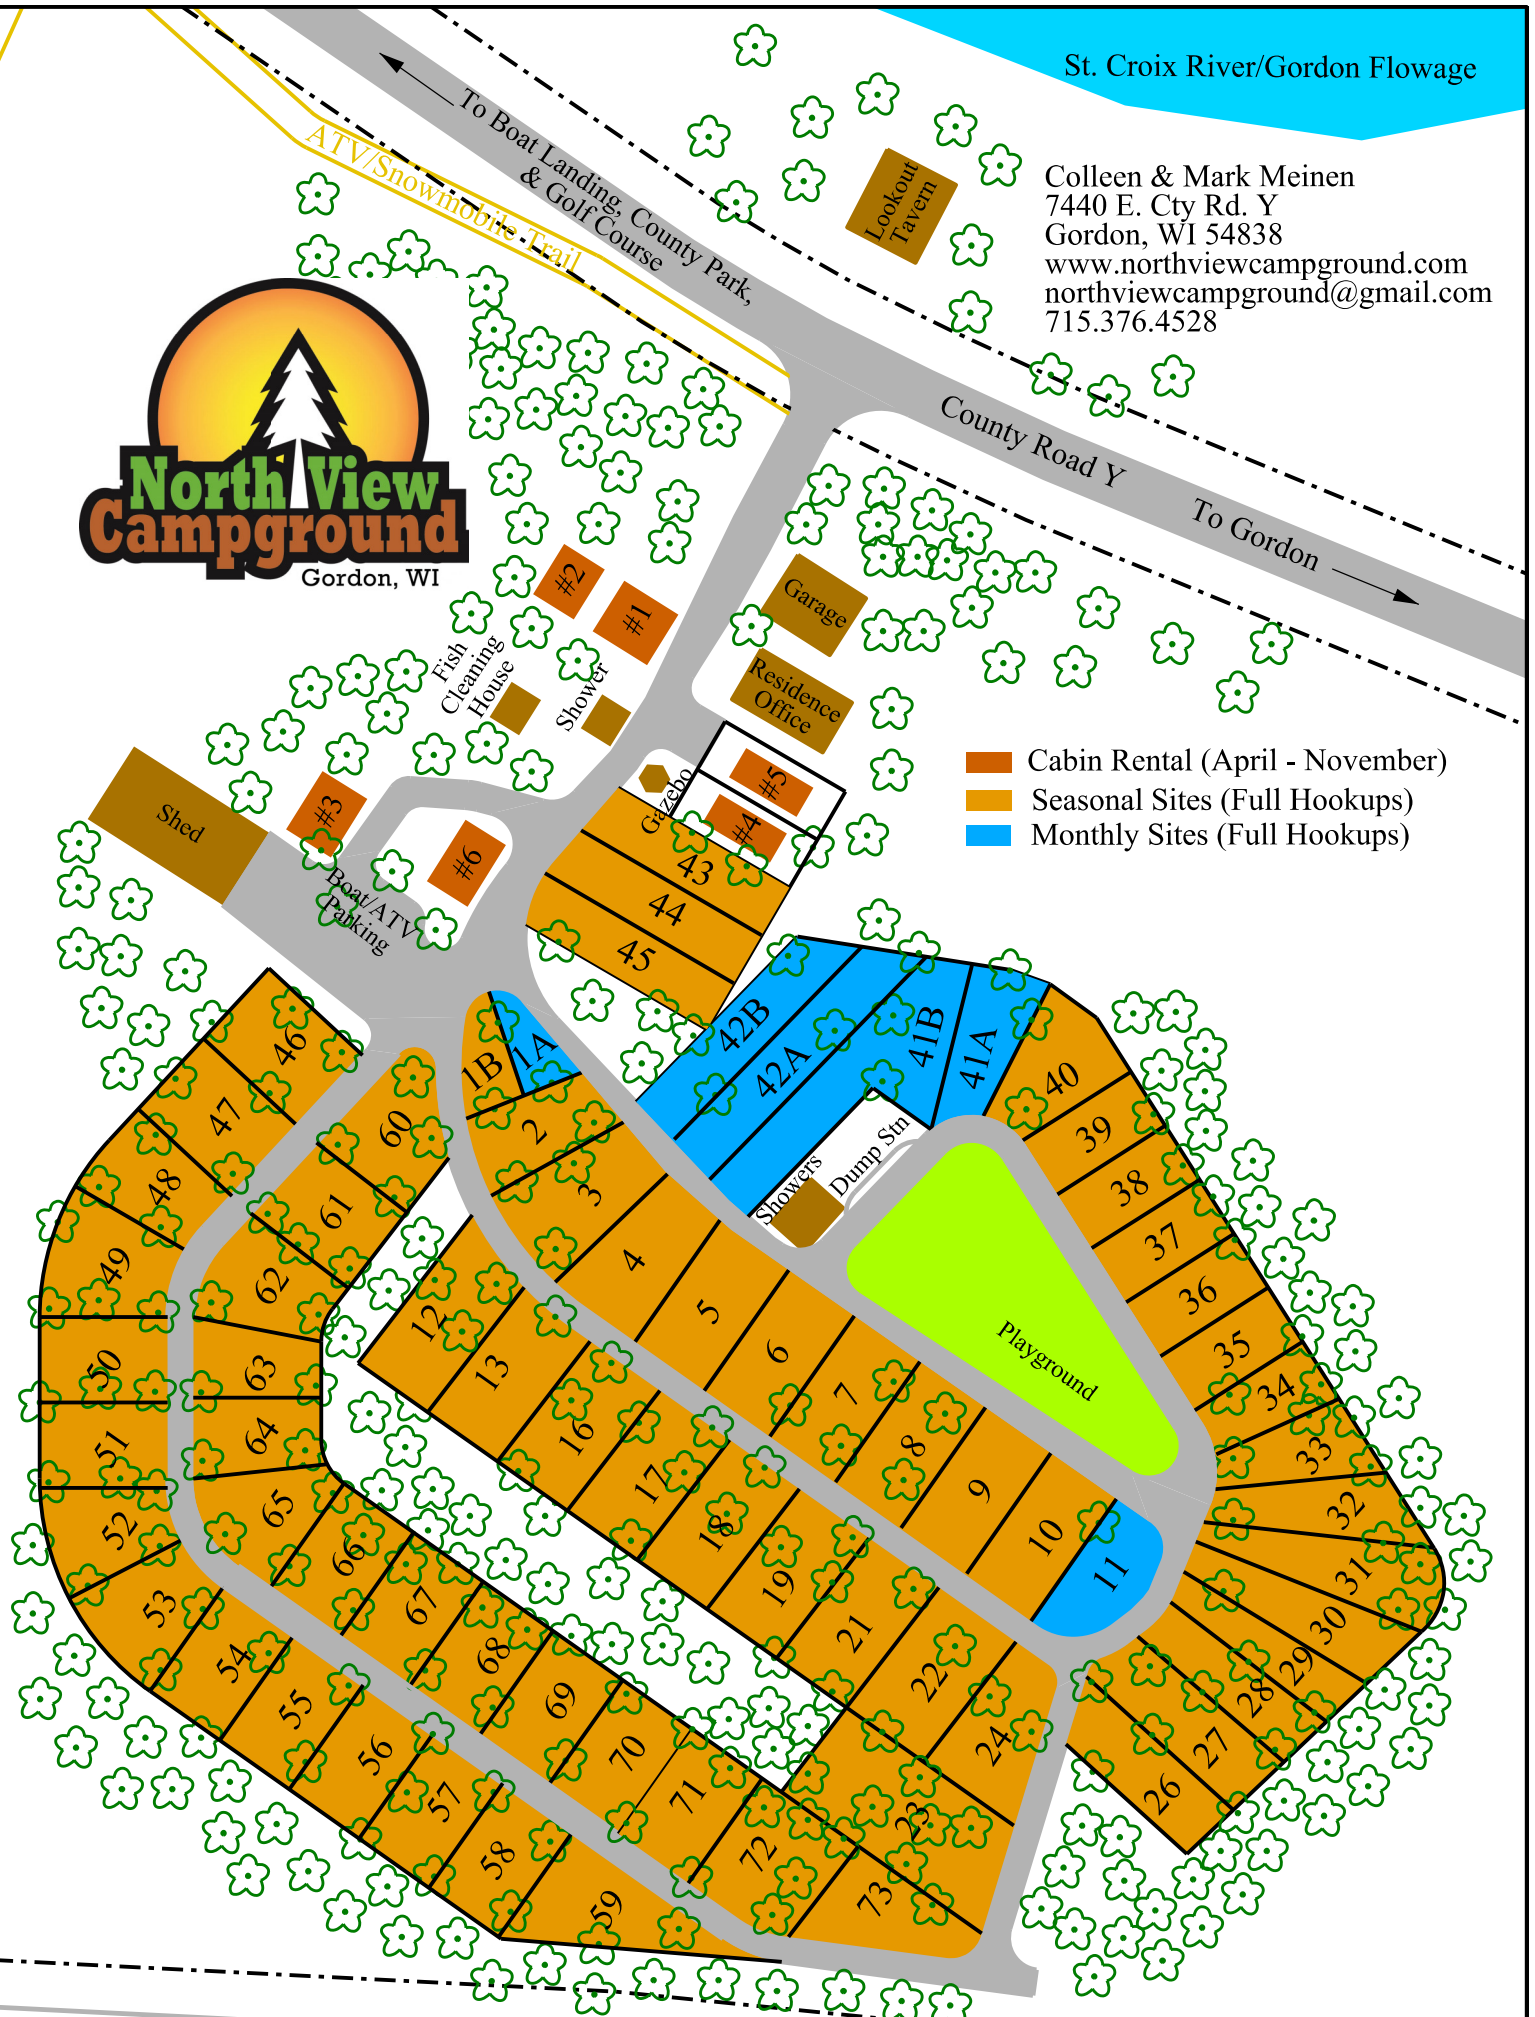 St. Croix River/Gordon Flowage
Colleen & Mark Meinen
7440 E. Cty Rd. Y
Gordon, WI 54838
www.northviewcampground.com
northviewcampground@gmail.com
715.376.4528
To Boat Landing, County Park,
& Golf Course
ATV/Snowmobile Trail
Lookout
Tavern
North View
Campground
Gordon, WI
County Road Y
To Gordon
#2
#1
Garage
Fish
Cleaning
House
Shower
Residence
Office
Cabin Rental (April - November)
Seasonal Sites (Full Hookups)
Monthly Sites (Full Hookups)
#5
#4
Gazebo
Shed
#3
#6
Boat/ATV
Parking
43
44
45
42B
42A
41B
41A
40
39
38
37
36
35
34
33
32
31
30
29
28
27
26
Showers
Dump Stn
Playground
1B
1A
2
3
4
5
6
7
8
9
10
11
12
13
16
17
18
19
21
22
24
23
46
47
48
49
50
51
52
53
54
55
56
57
58
59
60
61
62
63
64
65
66
67
68
69
70
71
72
73